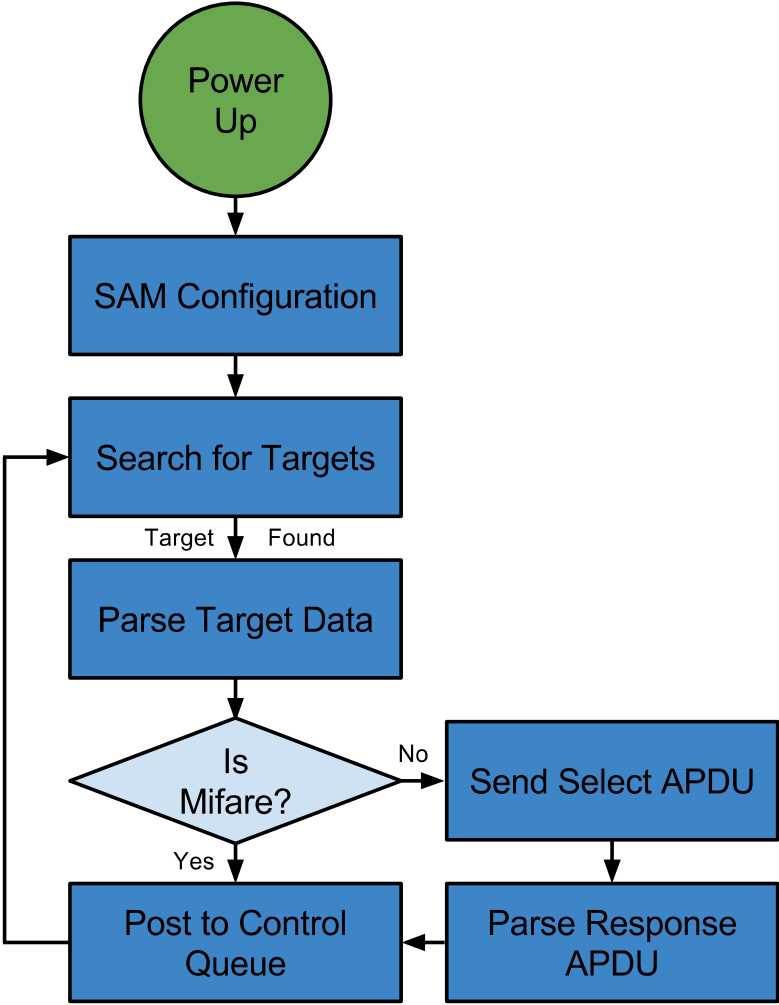 Power
Up
SAM Configuration
Search for Targets
Target Found
Parse Target Data
Is
Mifare?
No
Send Select APDU
Yes
Post to Control
Queue
Parse Response
APDU